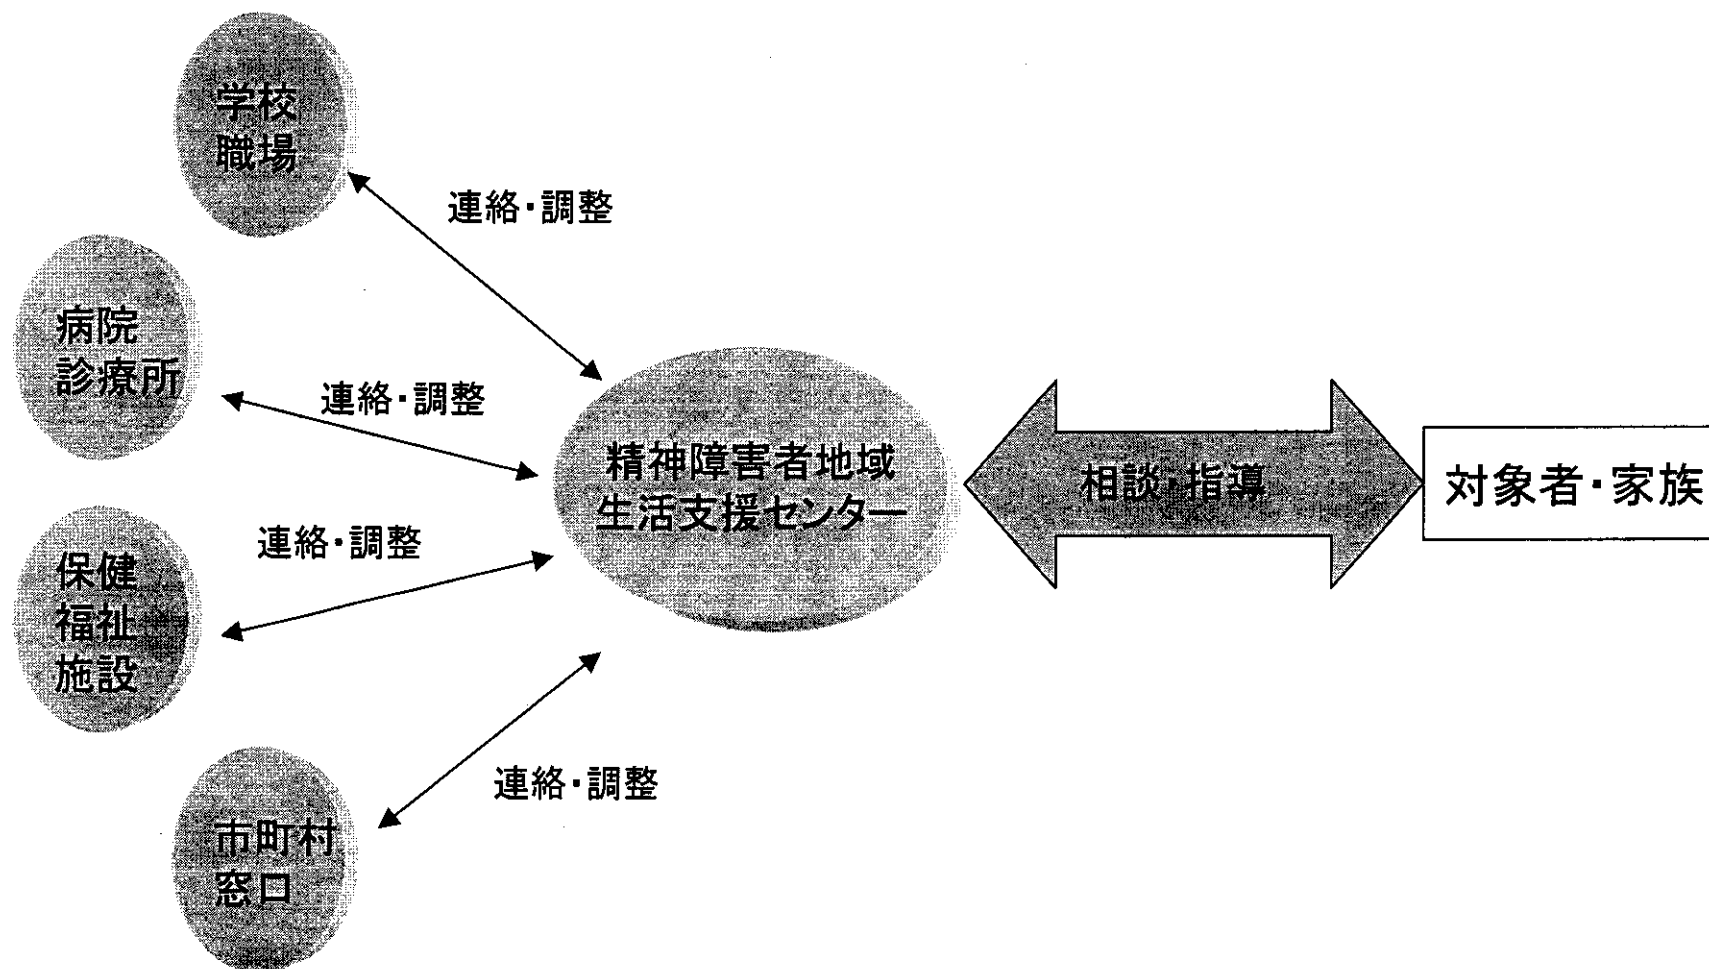 学校
職場
連絡・調整
病院
診療所
連絡・調整
精神障害者地域
生活支援センター
相談・指導
対象者・家族
連絡・調整
保健
福祉
施設
連絡・調整
市町村
窓口